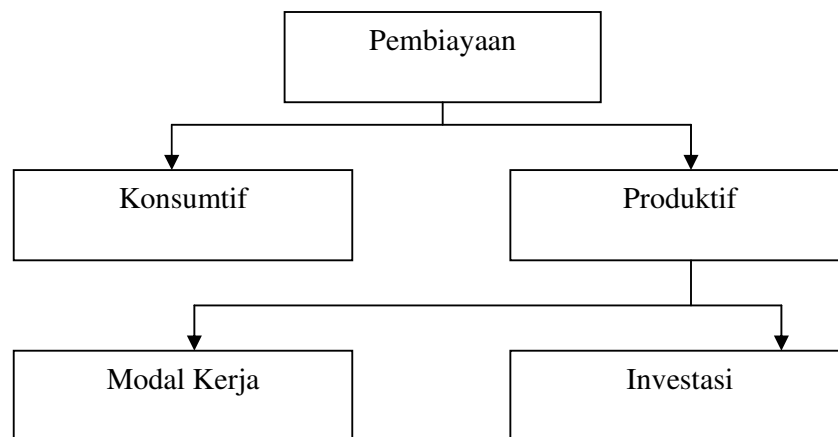 Pembiayaan
Konsumtif
Produktif
Modal Kerja
Investasi